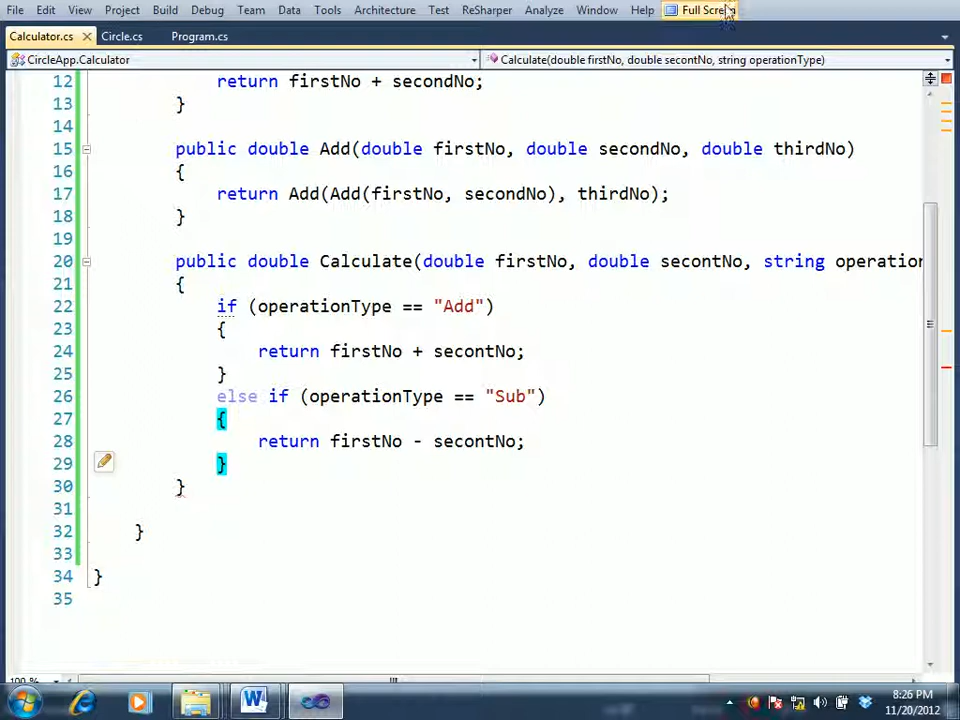 File Edit View Project Build Debug Team Data Tools Architecture Test ReSharper Analyze Window Help Full Screen
Calculator.cs Circle.cs Program.cs
CircleApp.Calculator Calculate(double firstNo, double secontNo, string operationType)
12 return firstNo + secondNo;
13 }
14
15 public double Add(double firstNo, double secondNo, double thirdNo)
16 {
17 return Add(Add(firstNo, secondNo), thirdNo);
18 }
19
20 public double Calculate(double firstNo, double secontNo, string operation
21 {
22 if (operationType == "Add")
23 {
24 return firstNo + secontNo;
25 }
26 else if (operationType == "Sub")
27 {
28 return firstNo - secontNo;
29 }
30 }
31
32 }
33
34 }
35
100 %
8:26 PM
11/20/2012